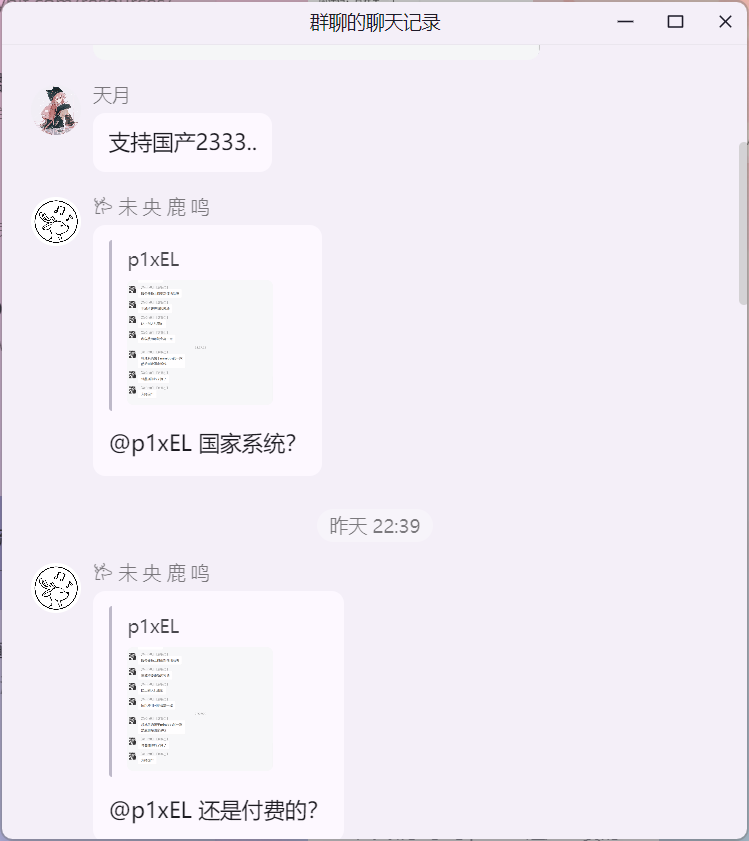 群聊的聊天记录
天月
支持国产2333..
未 央 鹿 鸣
p1xEL
@p1xEL 国家系统?
昨天 22:39
未 央 鹿 鸣
p1xEL
@p1xEL 还是付费的?